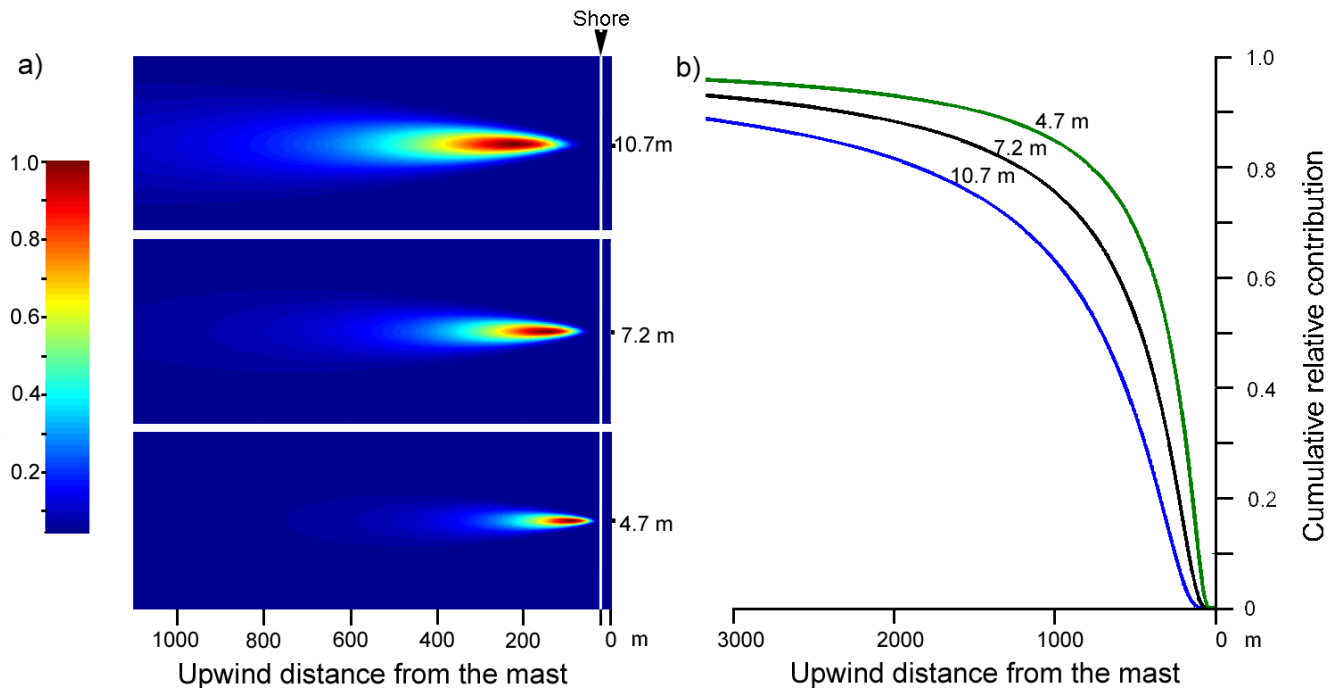 Shore
a)
10.7m
7.2 m
4.7 m
1.0
0.8
0.6
0.4
0.2
1000 800 600 400 200 0 m
Upwind distance from the mast
b)
4.7 m
7.2 m
10.7 m
1.0
0.8
0.6
0.4
0.2
0
Cumulative relative contribution
3000 2000 1000 0 m
Upwind distance from the mast